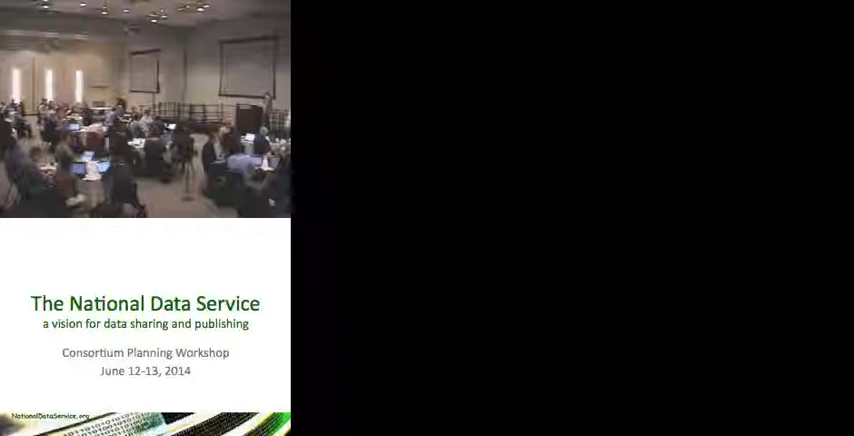 The National Data Service
a vision for data sharing and publishing
Consortium Planning Workshop
June 12-13, 2014
NationalDataService.org